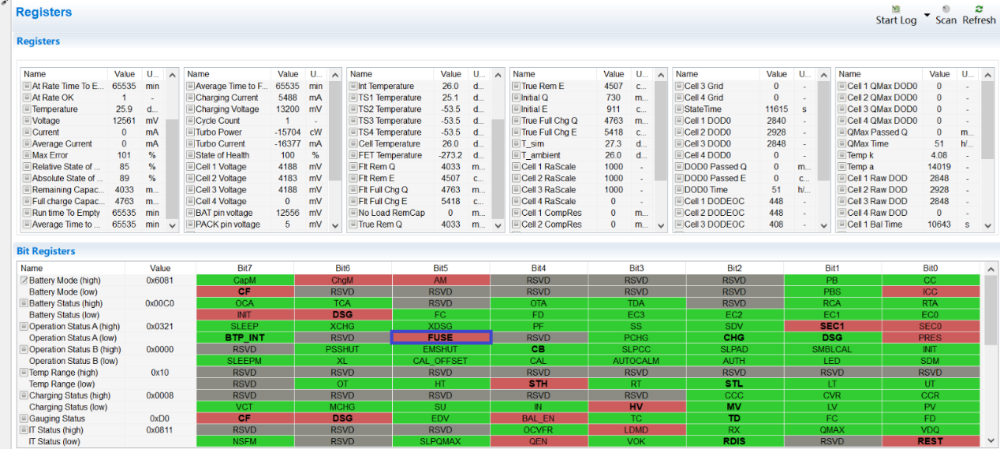 Registers
Start Log Scan Refresh
Registers
Name Value U... Name Value U... Name Value U... Name Value U... Name Value U... Name Value U...
At Rate Time To E... 65535 min Average Time to F... 65535 min Int Temperature 26.0 d... True Rem E 4507 c... Cell 3 Grid 0 - Cell 1 QMax DOD0 0 -
At Rate OK 1 - Charging Current 5488 mA TS1 Temperature 25.1 d... Initial Q 730 m... Cell 4 Grid 0 - Cell 2 QMax DOD0 0 -
Temperature 25.9 d... Charging Voltage 13200 mV TS2 Temperature -53.5 d... Initial E 911 c... StateTime 11615 s Cell 3 QMax DOD0 0 -
Voltage 12561 mV Cycle Count 1 - TS3 Temperature -53.5 d... True Full Chg Q 4763 m... Cell 1 DOD0 2840 - Cell 4 QMax DOD0 0 -
Current 0 mA Turbo Power -15704 cW TS4 Temperature -53.5 d... True Full Chg E 5418 c... Cell 2 DOD0 2928 - QMax Passed Q 0 m...
Average Current 0 mA Turbo Current -16377 mA Cell Temperature 26.0 d... T_sim 27.3 d... Cell 3 DOD0 2848 - QMax Time 51 h/...
Max Error 101 % State of Health 100 % FET Temperature -273.2 d... T_ambient 26.0 d... Cell 4 DOD0 0 - Temp k 4.08 -
Relative State of ... 85 % Cell 1 Voltage 4188 mV Flt Rem Q 4033 m... Cell 1 RaScale 1000 - DOD0 Passed Q 0 m... Temp a 14019 -
Absolute State of ... 89 % Cell 2 Voltage 4183 mV Flt Rem E 4507 c... Cell 2 RaScale 1000 - DOD0 Passed E 0 c... Cell 1 Raw DOD 2848 -
Remaining Capac... 4033 m... Cell 3 Voltage 4188 mV Flt Full Chg Q 4763 m... Cell 3 RaScale 1000 - DOD0 Time 51 h/... Cell 2 Raw DOD 2928 -
Full charge Capac... 4763 m... Cell 4 Voltage 0 mV Flt Full Chg E 5418 c... Cell 4 RaScale 0 - Cell 1 DODEOC 448 - Cell 3 Raw DOD 2848 -
Run time To Empty 65535 min BAT pin voltage 12556 mV No Load RemCap 0 m... Cell 1 CompRes 0 m... Cell 2 DODEOC 448 - Cell 4 Raw DOD 0 -
Average Time to ... 65535 min PACK pin voltage 5 mV True Rem Q 4033 m... Cell 2 CompRes 0 m... Cell 3 DODEOC 408 - Cell 1 Bal Time 10643 s
Bit Registers
Name Value Bit7 Bit6 Bit5 Bit4 Bit3 Bit2 Bit1 Bit0
Battery Mode (high) 0x6081 CapM ChgM AM RSVD RSVD RSVD PB CC
Battery Mode (low) CF RSVD RSVD RSVD RSVD RSVD PBS ICC
Battery Status (high) 0x00C0 OCA TCA RSVD OTA TDA RSVD RCA RTA
Battery Status (low) INIT DSG FC FD EC3 EC2 EC1 EC0
Operation Status A (high) 0x0321 SLEEP XCHG XDSG PF SS SDV SEC1 SEC0
Operation Status A (low) BTP_INT RSVD FUSE RSVD PCHG CHG DSG PRES
Operation Status B (high) 0x0000 RSVD PSSHUT EMSHUT CB SLPCC SLPAD SMBLCAL INIT
Operation Status B (low) SLEEPM XL CAL_OFFSET CAL AUTOCALM AUTH LED SDM
Temp Range (high) 0x10 RSVD RSVD RSVD RSVD RSVD RSVD RSVD RSVD
Temp Range (low) RSVD OT HT STH RT STL LT UT
Charging Status (high) 0x0008 RSVD RSVD RSVD RSVD RSVD CCC CVR CCR
Charging Status (low) VCT MCHG SU IN HV MV LV PV
Gauging Status 0xD0 CF DSG EDV BAL_EN TC TD FC FD
IT Status (high) 0x0811 RSVD RSVD RSVD OCVFR LDMD RX QMAX VDQ
IT Status (low) NSFM RSVD SLPQMAX QEN VOK RDIS RSVD REST